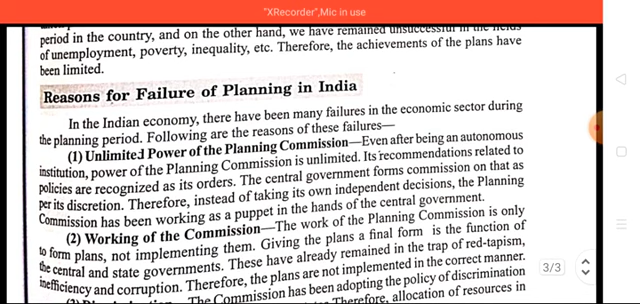 "XRecorder",Mic in use
period in the country, and on the other hand, we have remained unsuccessful in the fields
of unemployment, poverty, inequality, etc. Therefore, the achievements of the plans have
been limited.
Reasons for Failure of Planning in India
In the Indian economy, there have been many failures in the economic sector during
the planning period. Following are the reasons of these failures—
(1) Unlimited Power of the Planning Commission—Even after being an autonomous
institution, power of the Planning Commission is unlimited. Its recommendations related to
policies are recognized as its orders. The central government forms commission on that as
per its discretion. Therefore, instead of taking its own independent decisions, the Planning
Commission has been working as a puppet in the hands of the central government.
(2) Working of the Commission—The work of the Planning Commission is only
to form plans, not implementing them. Giving the plans a final form is the function of
the central and state governments. These have already remained in the trap of red-tapism,
inefficiency and corruption. Therefore, the plans are not implemented in the correct manner.
The Commission has been adopting the policy of discrimination
Therefore, allocation of resources in
3/3